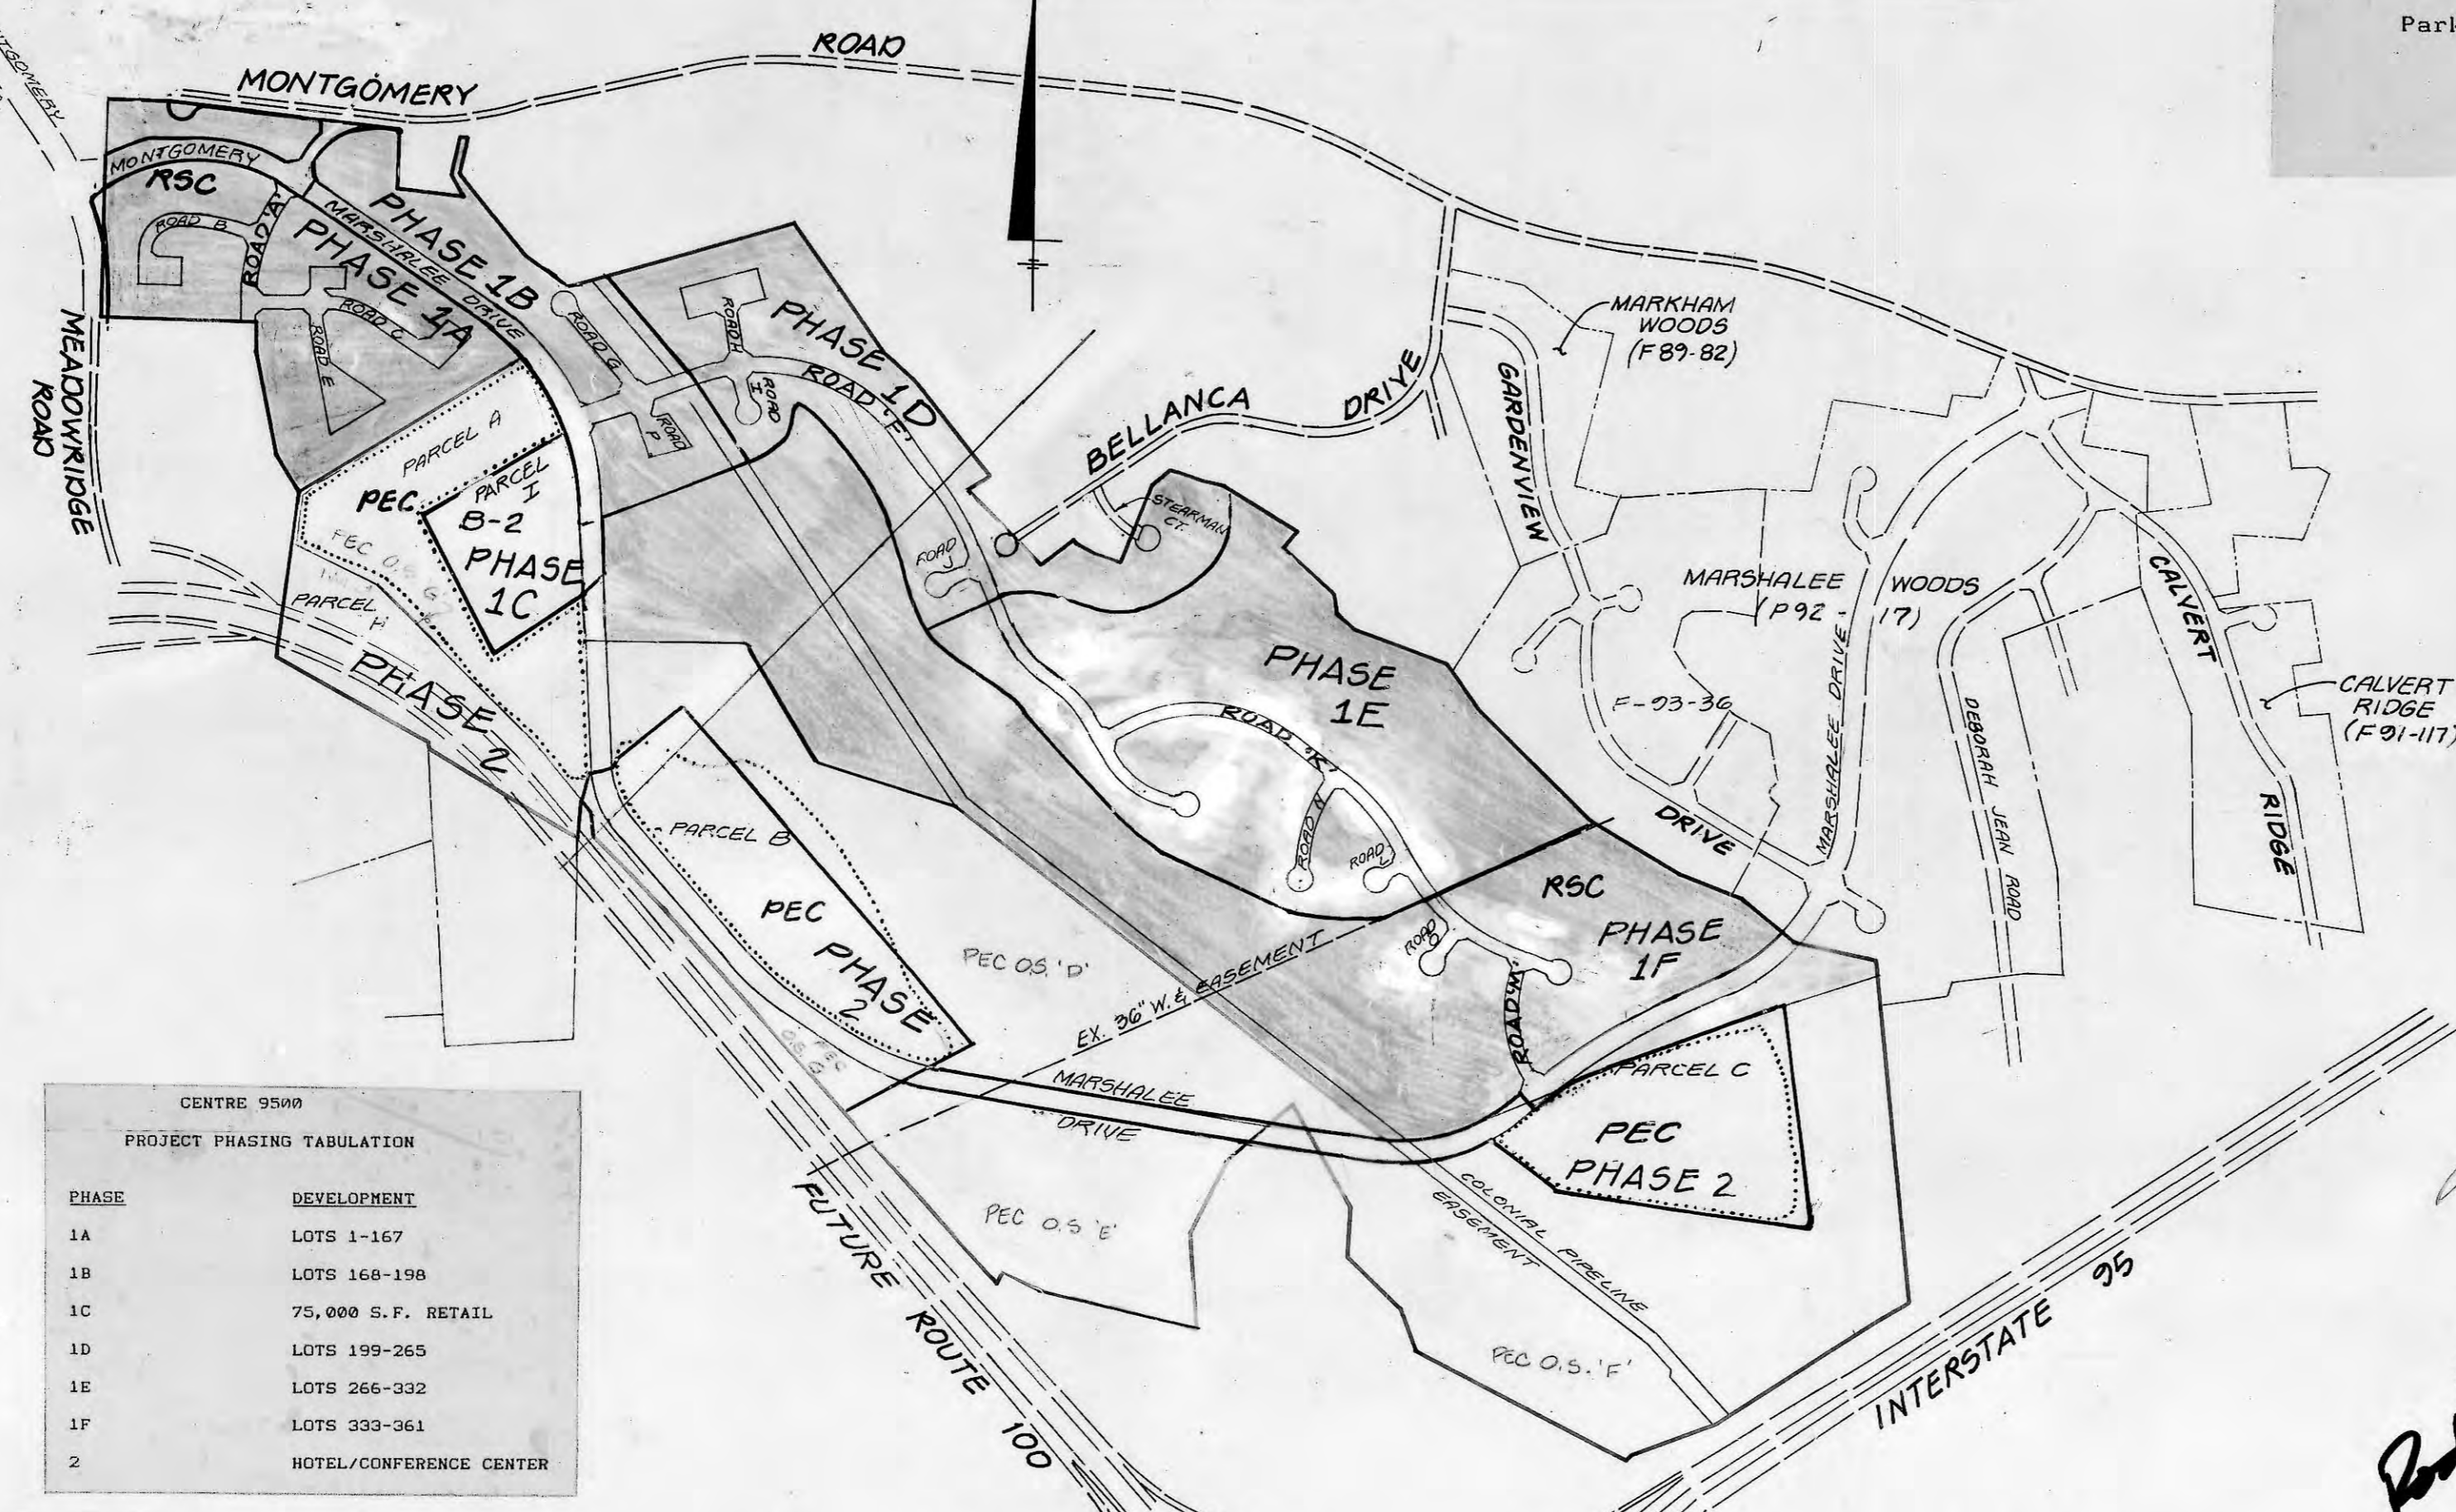 MONTGOMERY
ROAD
MONTGOMERY
ROAD
MONTGOMERY
RSC
ROAD B
ROAD 'A'
MARSHALEE DRIVE
PHASE 1B
PHASE 1A
ROAD C
ROAD E
ROAD G
ROAD H
ROAD
I
ROAD
P
PHASE 1D
ROAD 'F'
ROAD
J
MEADOWRIDGE
ROAD
PARCEL A
PEC
PARCEL
I
B-2
PHASE
1C
PEC O.S. G
PARCEL H
PHASE 2
BELLANCA DRIVE
STEARMAN
CT.
GARDENVIEW
DRIVE
MARKHAM
WOODS
(F89-82)
MARSHALEE WOODS
(P92-17)
F-93-36
MARSHALEE DRIVE
DEBORAH JEAN ROAD
CALVERT
RIDGE
CALVERT
RIDGE
(F91-117)
PHASE
1E
ROAD 'K'
ROAD N
ROAD
L
ROAD
O
RSC
PHASE
1F
ROAD 'M'
PARCEL B
PEC
PHASE
2
PEC O.S. 'D'
EX. 36" W. & EASEMENT
PEC
O.S.
MARSHALEE
DRIVE
PARCEL C
PEC
PHASE 2
COLONIAL PIPELINE
EASEMENT
PEC O.S 'E'
PEC O.S. 'F'
FUTURE ROUTE 100
INTERSTATE 95
CENTRE 9500
PROJECT PHASING TABULATION
PHASE DEVELOPMENT
1A LOTS 1-167
1B LOTS 168-198
1C 75,000 S.F. RETAIL
1D LOTS 199-265
1E LOTS 266-332
1F LOTS 333-361
2 HOTEL/CONFERENCE CENTER